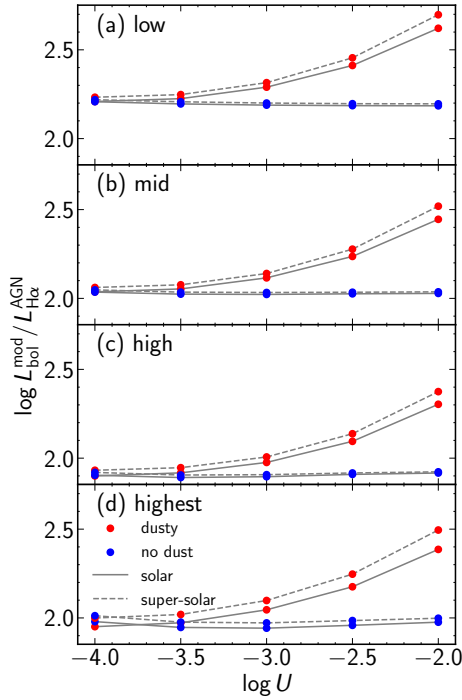 (a) low
2.5
2.0
(b) mid
2.5
2.0
(c) high
2.5
2.0
(d) highest
dusty
no dust
solar
super-solar
2.5
2.0
−4.0 −3.5 −3.0 −2.5 −2.0
log U
log L_bol^mod / L_Hα^AGN